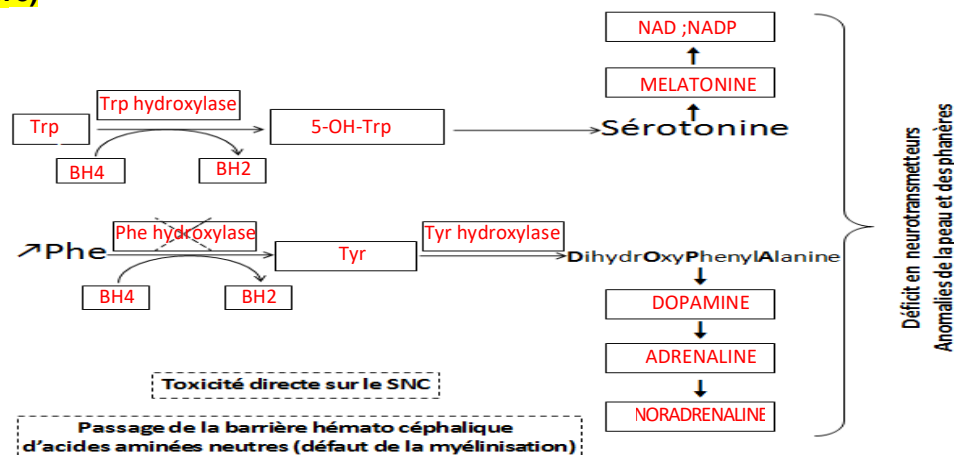 NAD ;NADP
MELATONINE
Trp hydroxylase
Trp
5-OH-Trp
Sérotonine
BH4
BH2
Phe hydroxylase
Tyr hydroxylase
↗Phe
Tyr
DihydrOxyPhenylAlanine
BH4
BH2
DOPAMINE
ADRENALINE
NORADRENALINE
Toxicité directe sur le SNC
Passage de la barrière hémato céphalique
d'acides aminées neutres (défaut de la myélinisation)
Déficit en neurotransmetteurs
Anomalies de la peau et des phanères